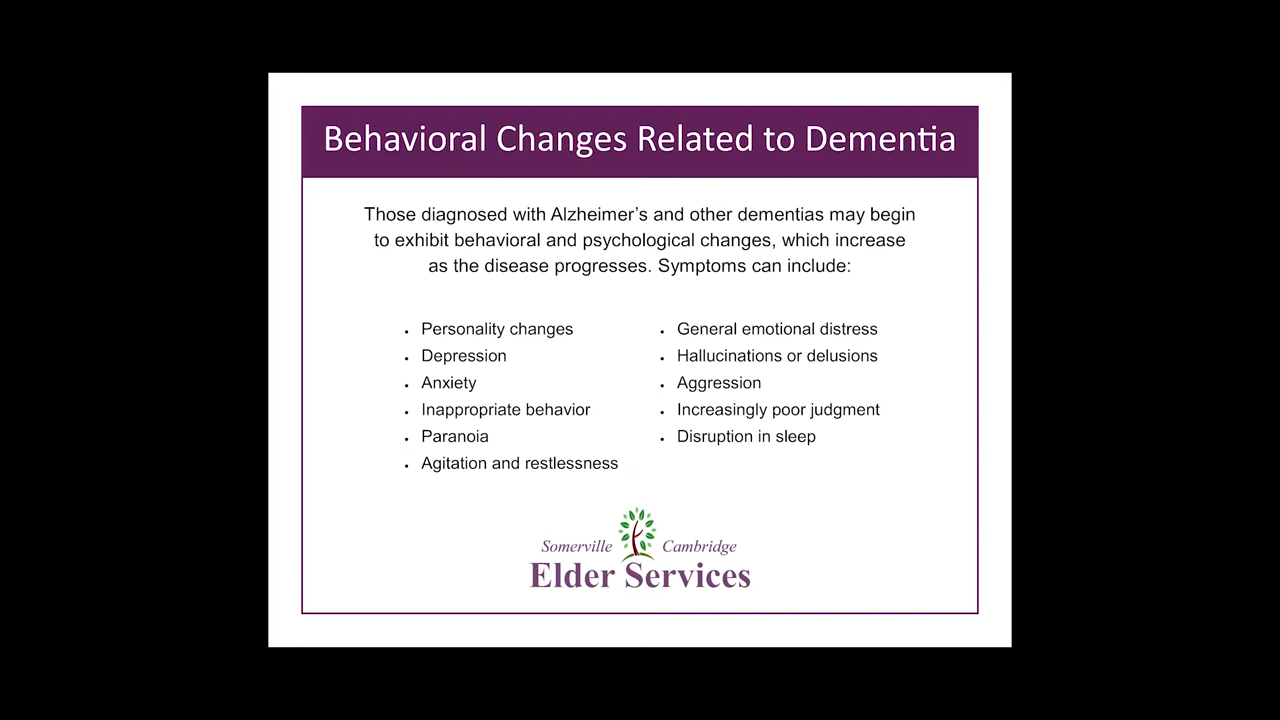 Behavioral Changes Related to Dementia
Those diagnosed with Alzheimer’s and other dementias may begin
to exhibit behavioral and psychological changes, which increase
as the disease progresses. Symptoms can include:
• Personality changes
• Depression
• Anxiety
• Inappropriate behavior
• Paranoia
• Agitation and restlessness
• General emotional distress
• Hallucinations or delusions
• Aggression
• Increasingly poor judgment
• Disruption in sleep
Somerville Cambridge
Elder Services